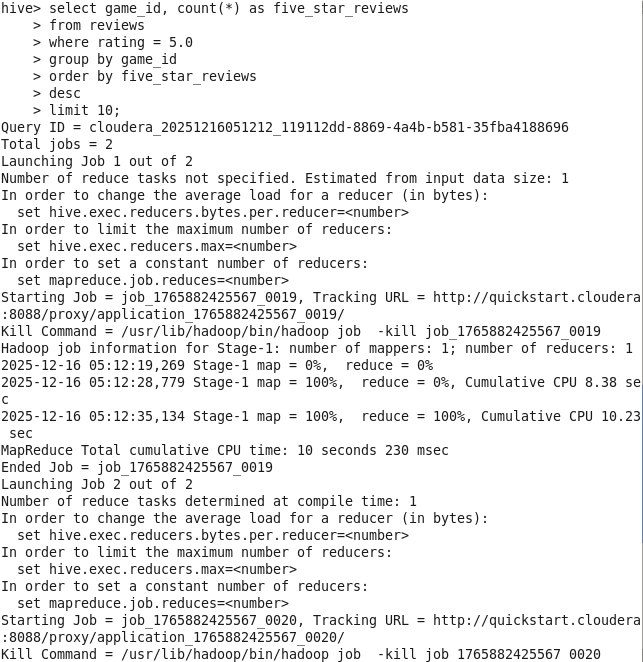 hive> select game_id, count(*) as five_star_reviews
    > from reviews
    > where rating = 5.0
    > group by game_id
    > order by five_star_reviews
    > desc
    > limit 10;
Query ID = cloudera_20251216051212_119112dd-8869-4a4b-b581-35fba4188696
Total jobs = 2
Launching Job 1 out of 2
Number of reduce tasks not specified. Estimated from input data size: 1
In order to change the average load for a reducer (in bytes):
  set hive.exec.reducers.bytes.per.reducer=<number>
In order to limit the maximum number of reducers:
  set hive.exec.reducers.max=<number>
In order to set a constant number of reducers:
  set mapreduce.job.reduces=<number>
Starting Job = job_1765882425567_0019, Tracking URL = http://quickstart.cloudera
:8088/proxy/application_1765882425567_0019/
Kill Command = /usr/lib/hadoop/bin/hadoop job  -kill job_1765882425567_0019
Hadoop job information for Stage-1: number of mappers: 1; number of reducers: 1
2025-12-16 05:12:19,269 Stage-1 map = 0%,  reduce = 0%
2025-12-16 05:12:28,779 Stage-1 map = 100%,  reduce = 0%, Cumulative CPU 8.38 se
c
2025-12-16 05:12:35,134 Stage-1 map = 100%,  reduce = 100%, Cumulative CPU 10.23
 sec
MapReduce Total cumulative CPU time: 10 seconds 230 msec
Ended Job = job_1765882425567_0019
Launching Job 2 out of 2
Number of reduce tasks determined at compile time: 1
In order to change the average load for a reducer (in bytes):
  set hive.exec.reducers.bytes.per.reducer=<number>
In order to limit the maximum number of reducers:
  set hive.exec.reducers.max=<number>
In order to set a constant number of reducers:
  set mapreduce.job.reduces=<number>
Starting Job = job_1765882425567_0020, Tracking URL = http://quickstart.cloudera
:8088/proxy/application_1765882425567_0020/
Kill Command = /usr/lib/hadoop/bin/hadoop job  -kill job_1765882425567_0020